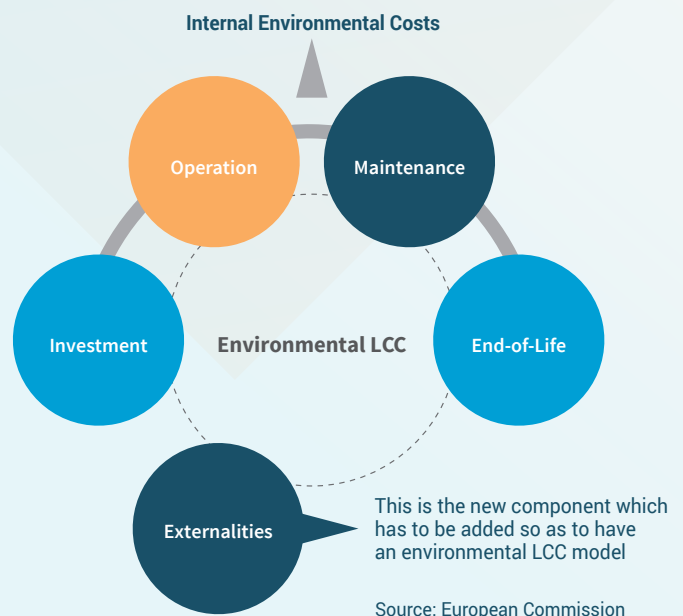 Internal Environmental Costs
Operation
Maintenance
Investment
Environmental LCC
End-of-Life
Externalities
This is the new component which
has to be added so as to have
an environmental LCC model
Source: European Commission